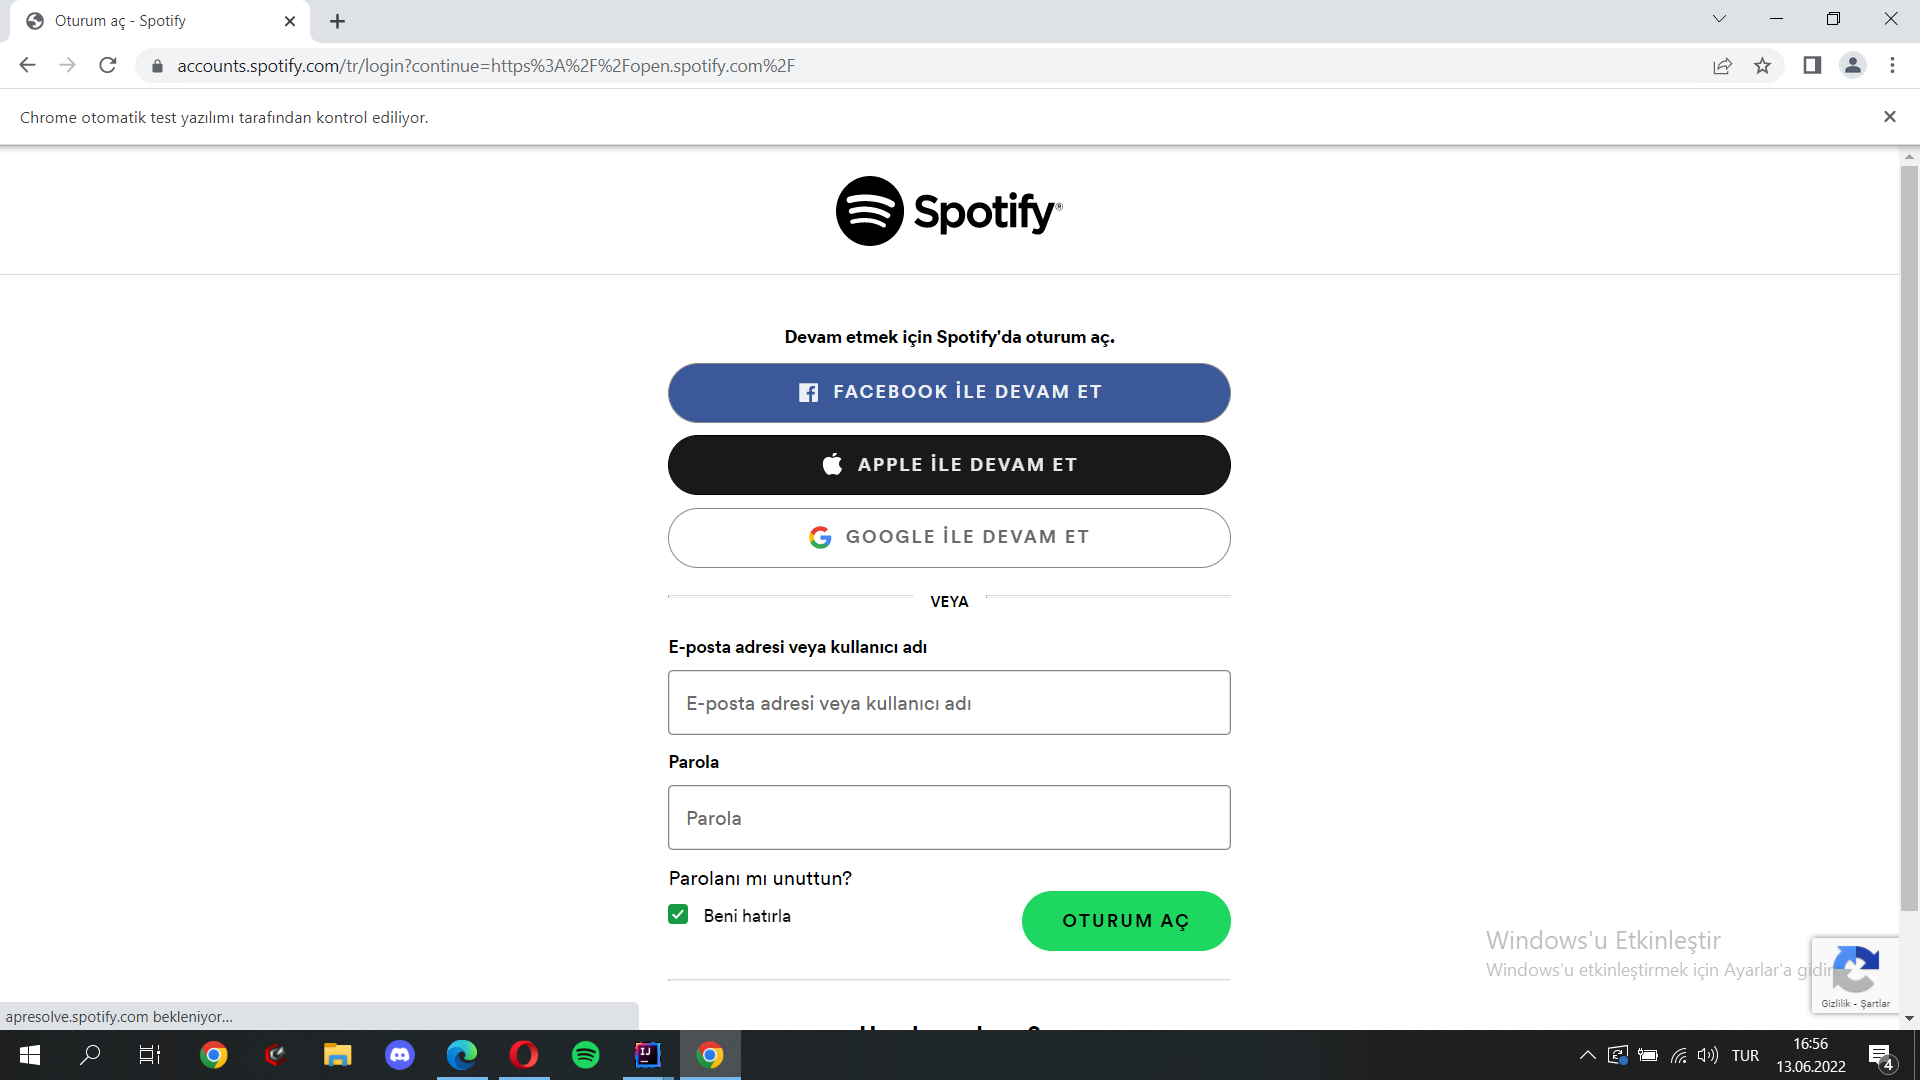 Oturum aç - Spotify
accounts.spotify.com/tr/login?continue=https%3A%2F%2Fopen.spotify.com%2F
Chrome otomatik test yazılımı tarafından kontrol ediliyor.
Spotify®
Devam etmek için Spotify'da oturum aç.
FACEBOOK İLE DEVAM ET
APPLE İLE DEVAM ET
GOOGLE İLE DEVAM ET
VEYA
E-posta adresi veya kullanıcı adı
E-posta adresi veya kullanıcı adı
Parola
Parola
Parolanı mı unuttun?
Beni hatırla
OTURUM AÇ
Windows'u Etkinleştir
Windows'u etkinleştirmek için Ayarlar'a gidin
Gizlilik - Şartlar
apresolve.spotify.com bekleniyor...
IJ
TUR
16:56
13.06.2022
4